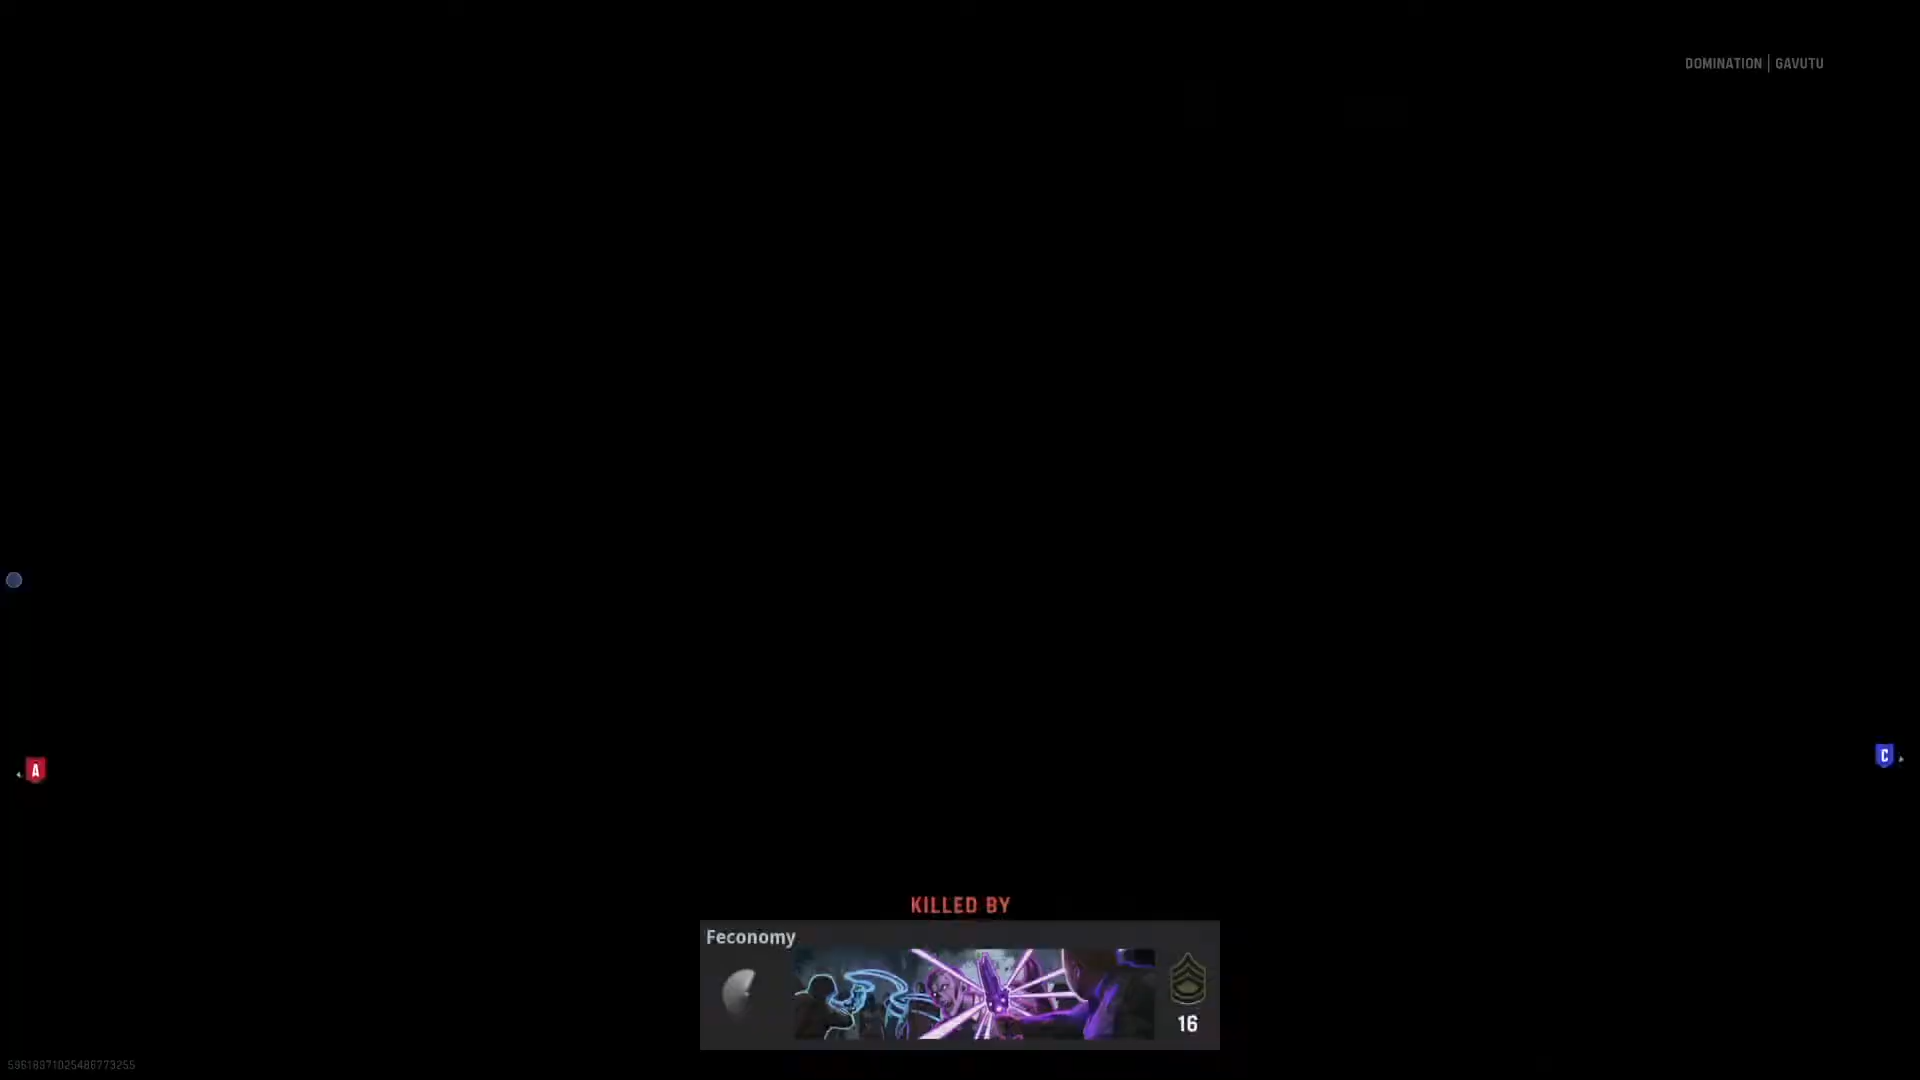 DOMINATION | GAVUTU
A
C
KILLED BY
Feconomy
16